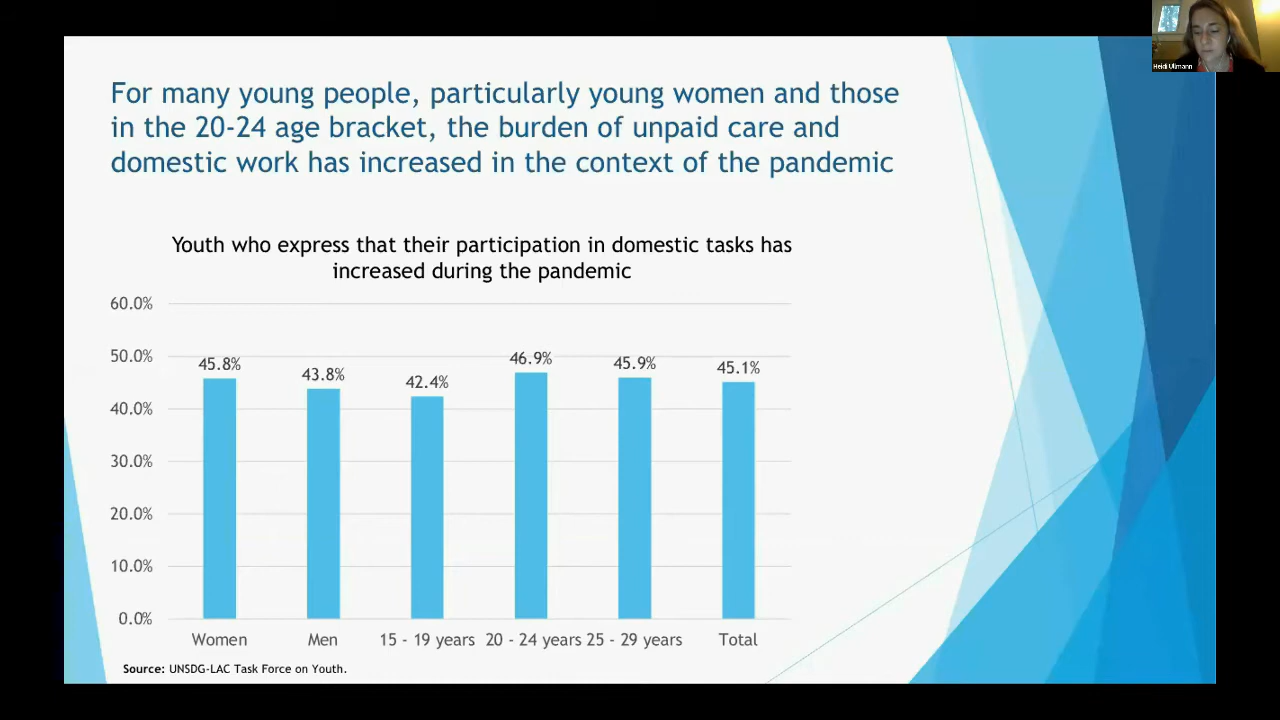 Heidi Ullmann
For many young people, particularly young women and those
in the 20-24 age bracket, the burden of unpaid care and
domestic work has increased in the context of the pandemic
Youth who express that their participation in domestic tasks has
increased during the pandemic
60.0%
50.0%
40.0%
30.0%
20.0%
10.0%
0.0%
45.8%
43.8%
42.4%
46.9%
45.9%
45.1%
Women
Men
15 - 19 years
20 - 24 years
25 - 29 years
Total
Source: UNSDG-LAC Task Force on Youth.